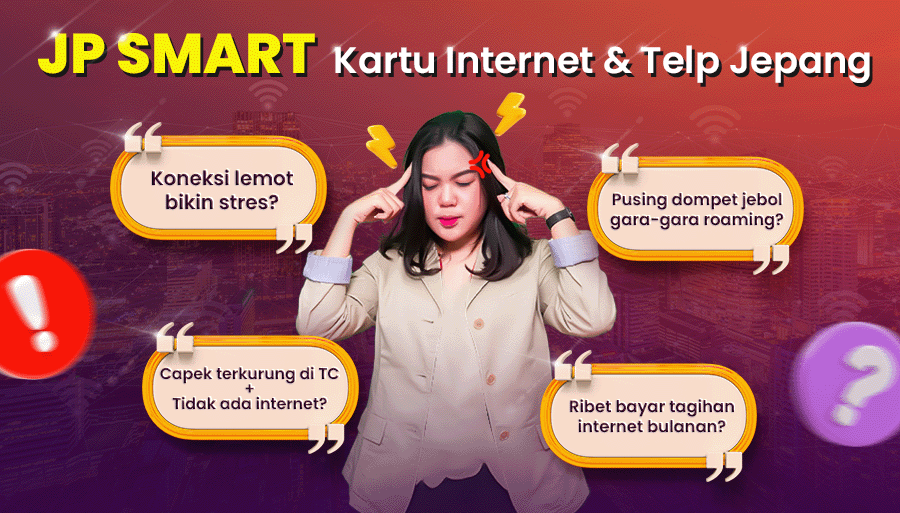 JP SMART Kartu Internet & Telp Jepang
Koneksi lemot
bikin stres?
Pusing dompet jebol
gara-gara roaming?
Capek terkurung di TC
+
Tidak ada internet?
Ribet bayar tagihan
internet bulanan?